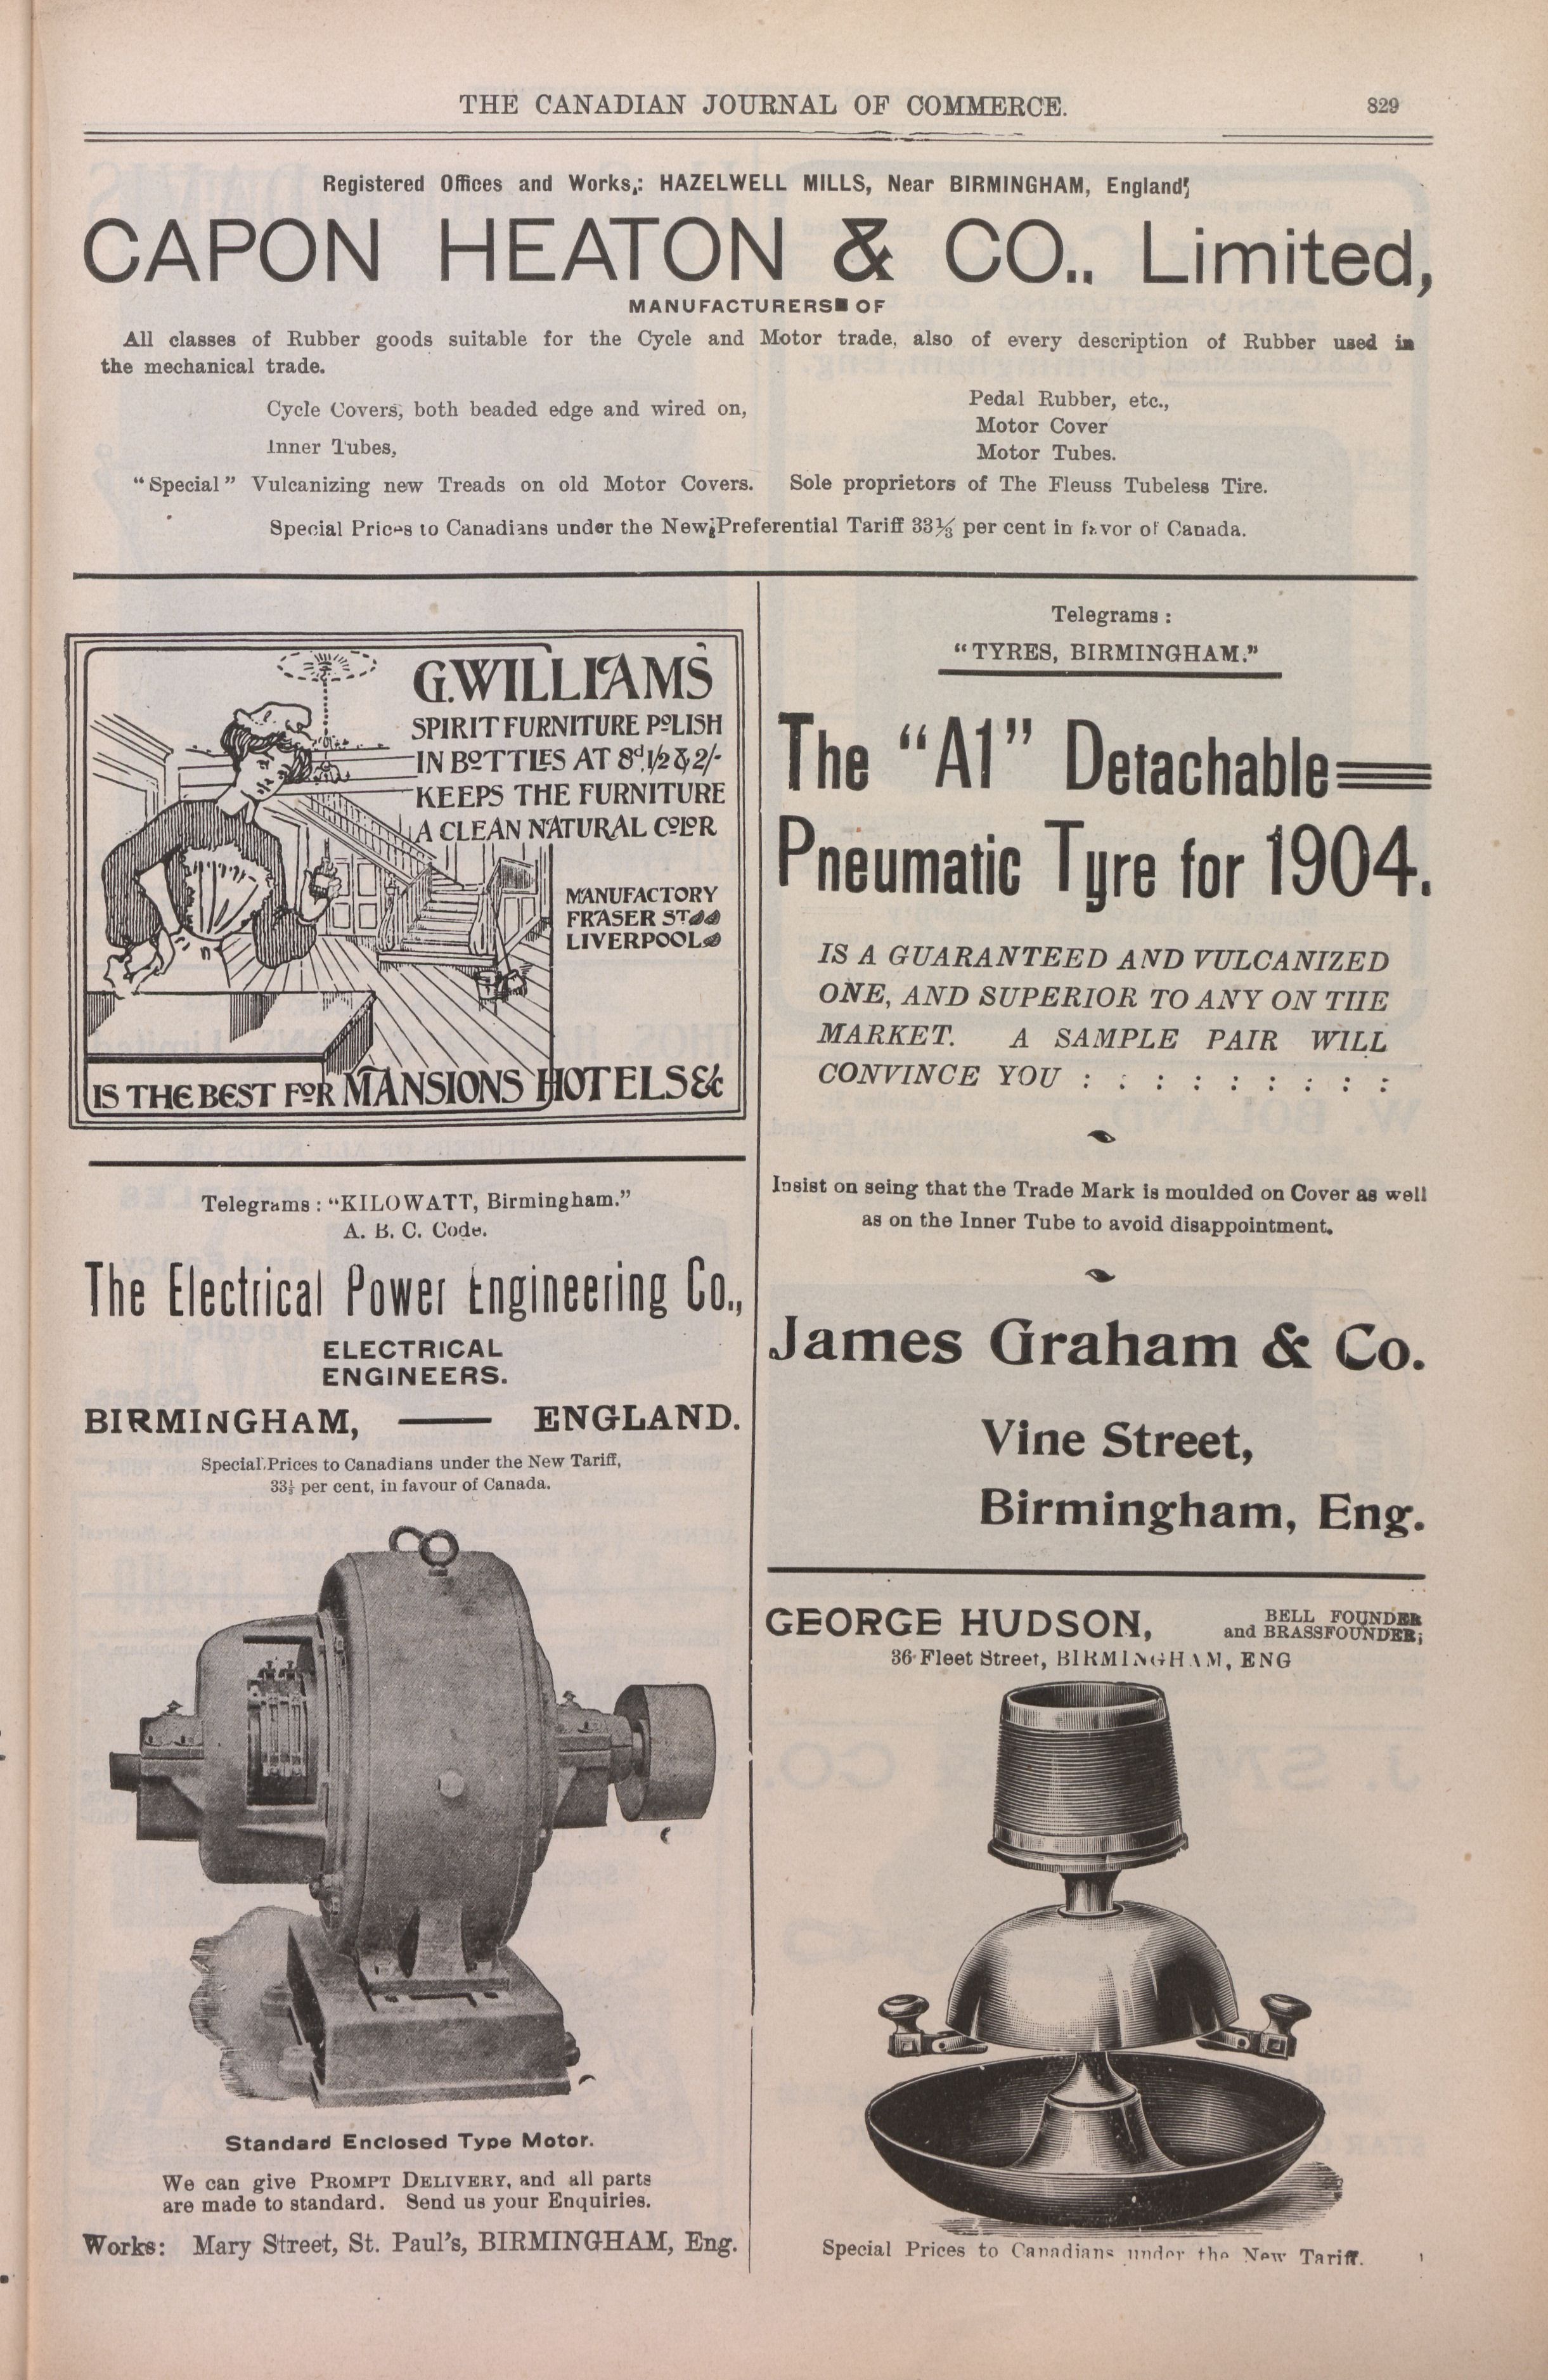 THE CANADIAN JOURNAL OF COMMERCE. 829
Registered Offices and Works: HAZELWELL MILLS, Near BIRMINGHAM, England;
CAPON HEATON & CO., Limited,
MANUFACTURERS OF
All classes of Rubber goods suitable for the Cycle and Motor trade, also of every description of Rubber used in
the mechanical trade.
Cycle Covers, both beaded edge and wired on,
Inner Tubes,
Pedal Rubber, etc.,
Motor Cover
Motor Tubes.
"Special" Vulcanizing new Treads on old Motor Covers. Sole proprietors of The Fleuss Tubeless Tire.
Special Prices to Canadians under the New Preferential Tariff 33⅓ per cent in favor of Canada.
G. WILLIAMS'
SPIRIT FURNITURE POLISH
IN BOTTLES AT 8d, 1/2 & 2/-
KEEPS THE FURNITURE
A CLEAN NATURAL COLOR
MANUFACTORY
FRASER ST
LIVERPOOL
IS THE BEST FOR MANSIONS HOTELS &c
Telegrams: "KILOWATT, Birmingham."
A. B. C. Code.
The Electrical Power Engineering Co.,
ELECTRICAL
ENGINEERS.
BIRMINGHAM, —— ENGLAND.
Special Prices to Canadians under the New Tariff,
33⅓ per cent, in favour of Canada.
Standard Enclosed Type Motor.
We can give PROMPT DELIVERY, and all parts
are made to standard. Send us your Enquiries.
Works: Mary Street, St. Paul's, BIRMINGHAM, Eng.
Telegrams:
"TYRES, BIRMINGHAM."
The "A1" Detachable
Pneumatic Tyre for 1904.
IS A GUARANTEED AND VULCANIZED
ONE, AND SUPERIOR TO ANY ON THE
MARKET. A SAMPLE PAIR WILL
CONVINCE YOU : : : : : : : : :
Insist on seing that the Trade Mark is moulded on Cover as well
as on the Inner Tube to avoid disappointment.
James Graham & Co.
Vine Street,
Birmingham, Eng.
GEORGE HUDSON, BELL FOUNDER
and BRASSFOUNDER;
36 Fleet Street, BIRMINGHAM, ENG
Special Prices to Canadians under the New Tariff.